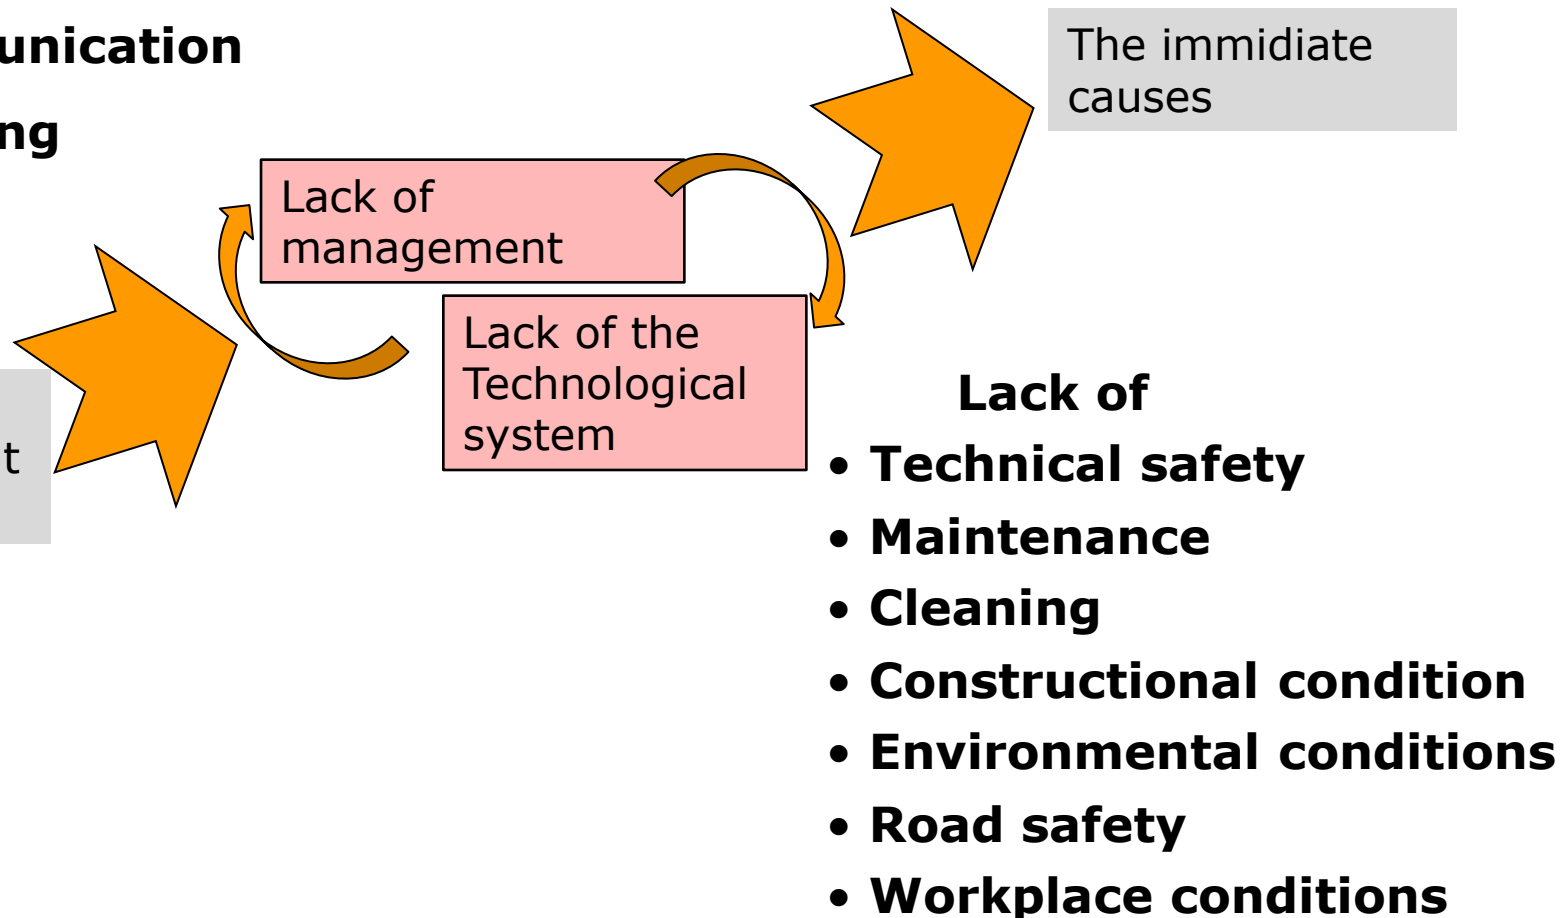 unication
ng
The immidiate
causes
Lack of
management
Lack of the
Technological
system
t
Lack of
• Technical safety
• Maintenance
• Cleaning
• Constructional condition
• Environmental conditions
• Road safety
• Workplace conditions